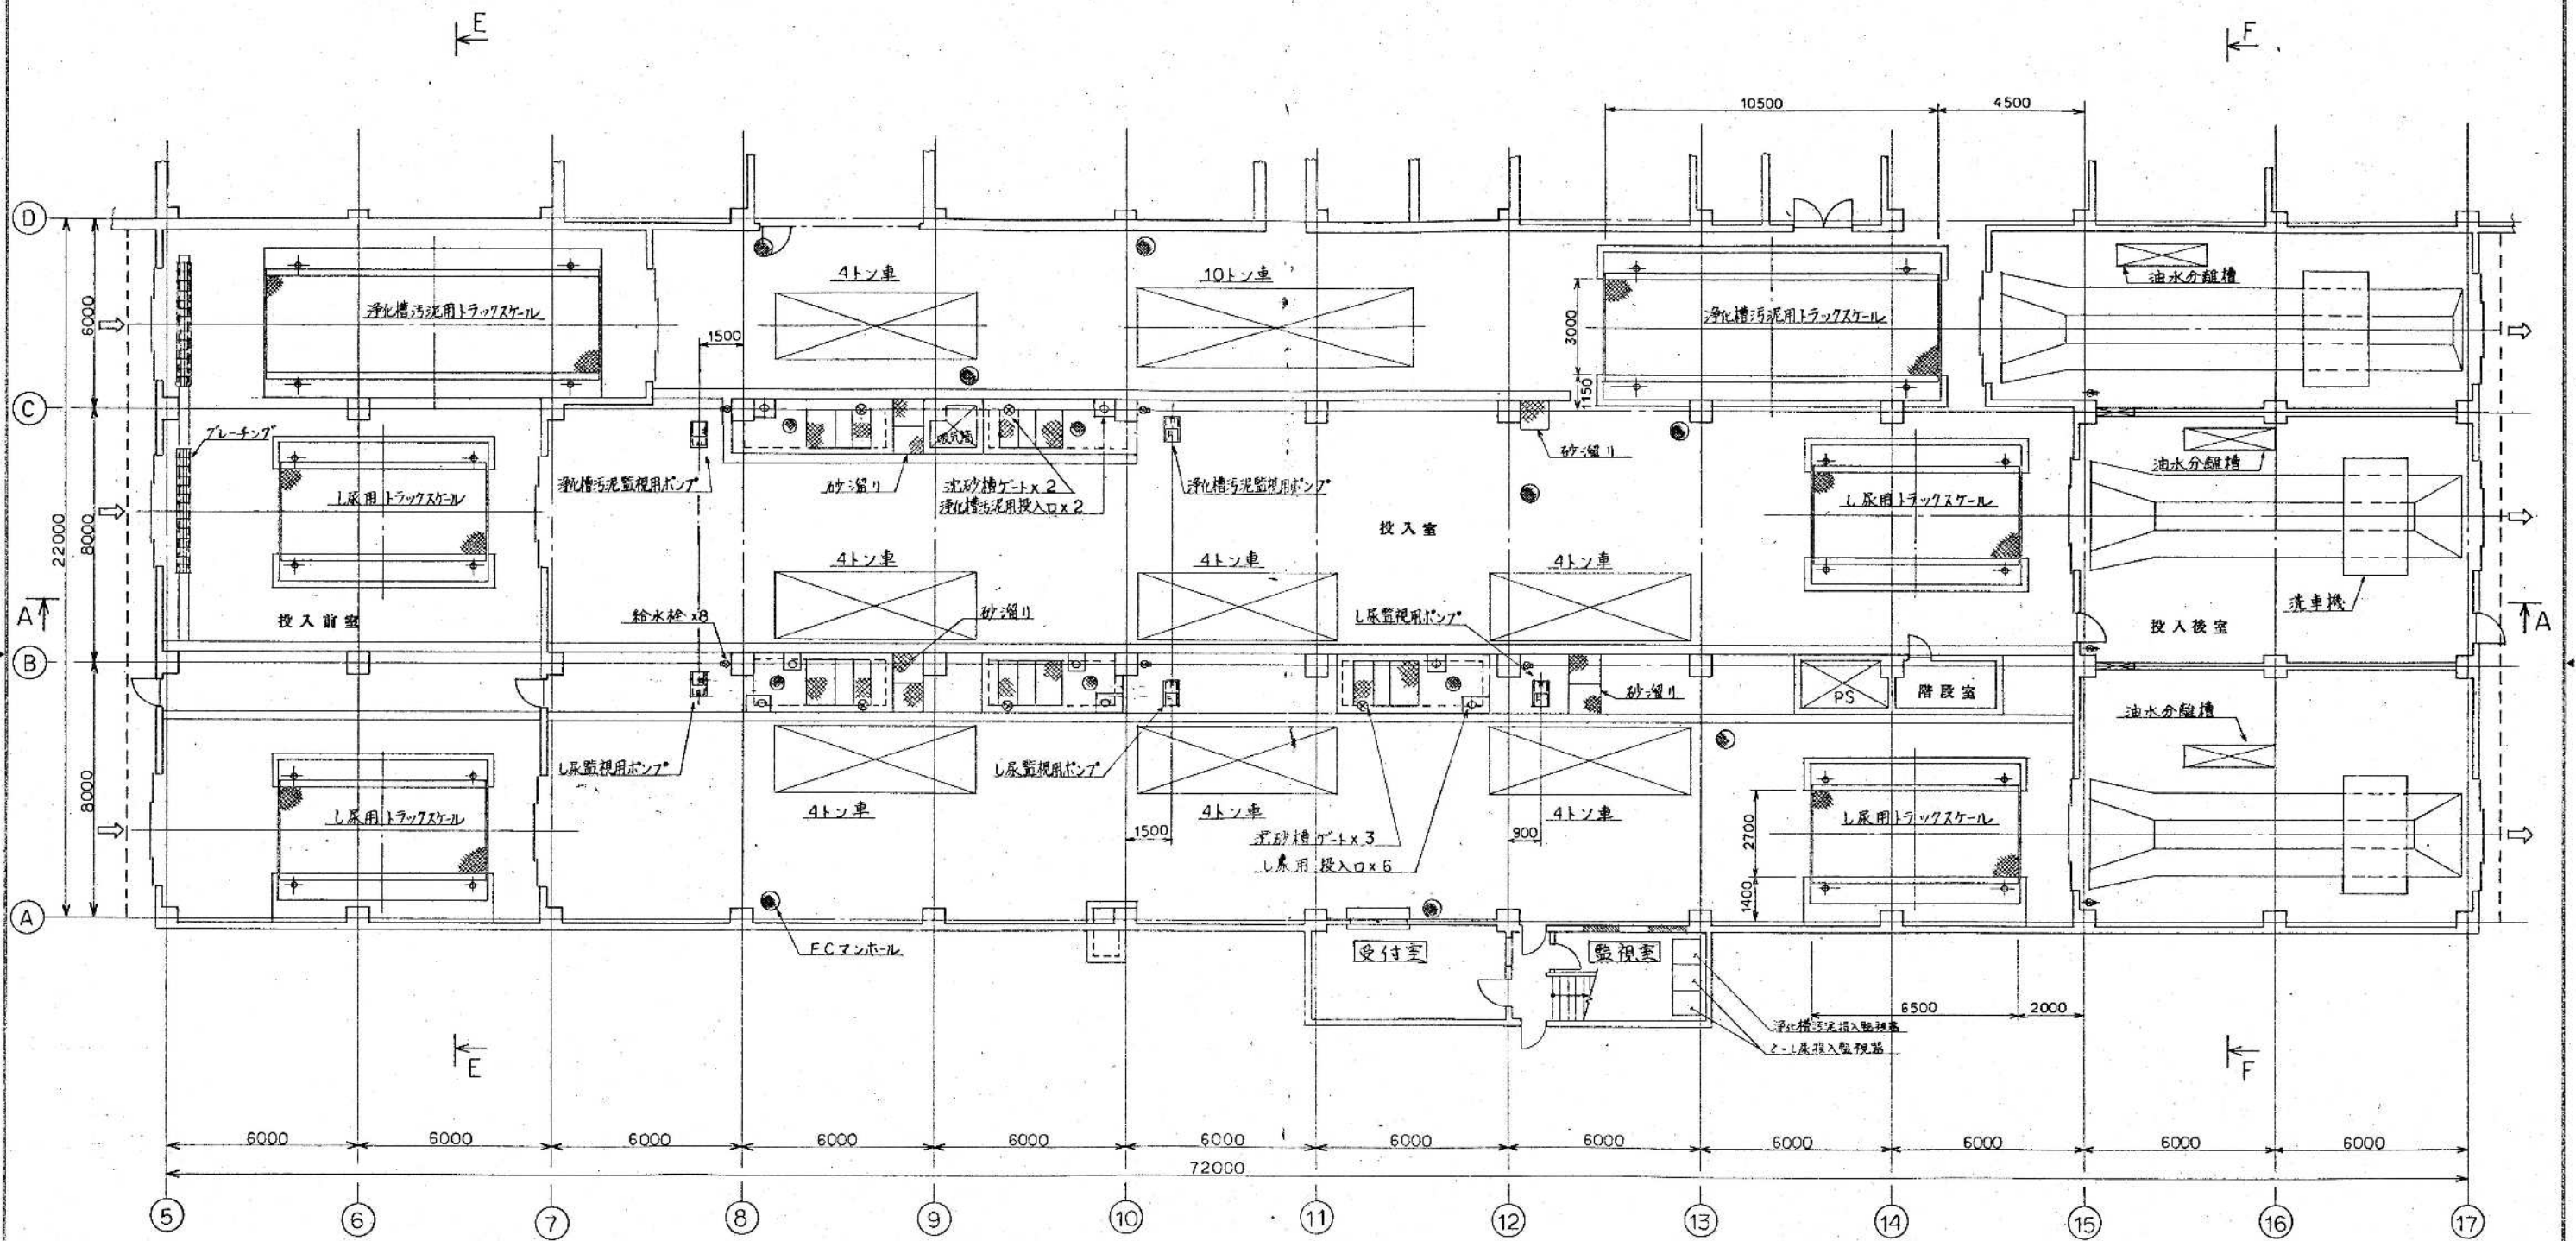 E
F
10500
4500
D
4トン車
10トン車
油水分離槽
浄化槽汚泥用トラックスケール
浄化槽汚泥用トラックスケール
6000
1500
3000
1150
C
グレーチング
吸気筒
砂溜り
油水分離槽
浄化槽汚泥監視用ポンプ
砂溜り
沈砂槽ゲート×2
浄化槽汚泥用投入口×2
浄化槽汚泥監視用ポンプ
し尿用トラックスケール
し尿用トラックスケール
投入室
22000
8000
4トン車
4トン車
4トン車
A
投入前室
給水栓×8
砂溜り
し尿監視用ポンプ
洗車機
投入後室
A
B
PS
階段室
砂溜り
油水分離槽
し尿監視用ポンプ
し尿監視用ポンプ
8000
し尿用トラックスケール
4トン車
4トン車
4トン車
し尿用トラックスケール
1500
900
2700
沈砂槽ゲート×3
し尿用投入口×6
1400
A
FCマンホール
受付室
監視室
6500
2000
浄化槽汚泥投入監視盤
2-し尿投入監視盤
E
F
6000
6000
6000
6000
6000
6000
6000
6000
6000
6000
6000
6000
72000
5
6
7
8
9
10
11
12
13
14
15
16
17